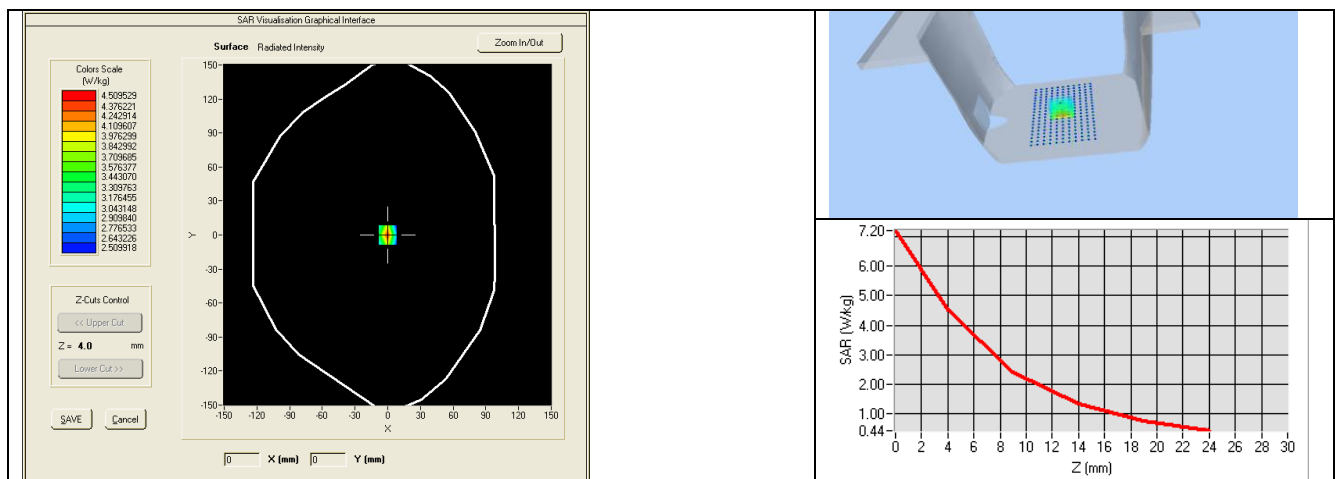 SAR Visualisation Graphical Interface
Surface Radiated Intensity
Zoom In/Out
Colors Scale
(W/kg)
4.509529
4.376221
4.242914
4.109607
3.976299
3.842992
3.709685
3.576377
3.443070
3.309763
3.176455
3.043148
2.909840
2.776533
2.643226
2.509918
Z-Cuts Control
<< Upper Cut
Z = 4.0 mm
Lower Cut >>
SAVE Cancel
150
120
90
60
30
0
-30
-60
-90
-120
-150
Y
-150 -120 -90 -60 -30 0 30 60 90 120 150
X
0 X (mm) 0 Y (mm)
7.20
6.00
5.00
4.00
3.00
2.00
1.00
0.44
SAR (W/kg)
0 2 4 6 8 10 12 14 16 18 20 22 24 26 28 30
Z (mm)